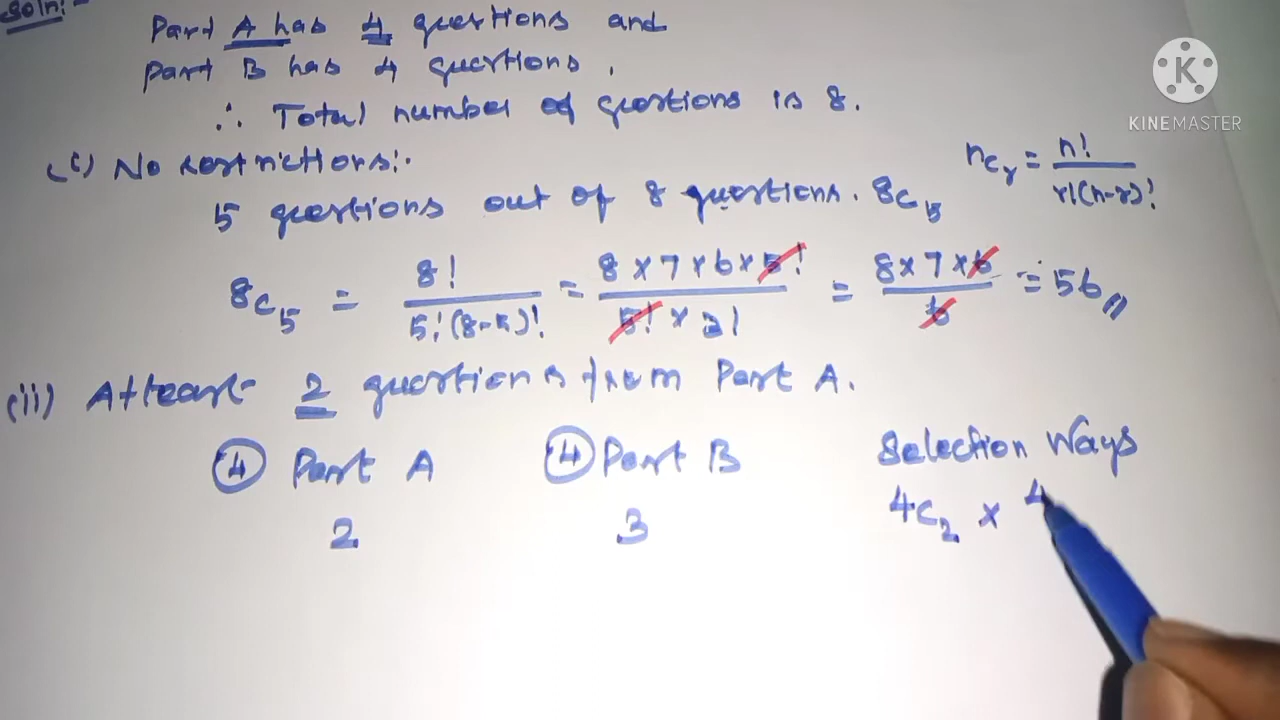 Soln:-
Part A has 4 questions and
Part B has 4 questions.
∴ Total number of questions is 8.
(i) No restrictions:-
nCr = n! / r!(n-r)!
5 questions out of 8 questions. 8C5
8C5 = 8! / 5!(8-5)! = 8 × 7 × 6 × 5! / 5! × 3! = 8 × 7 × 6 / 6 = 56//
(ii) Atleast 2 questions from Part A.
④ Part A ④ Part B Selection Ways
2 3 4C2 × 4
KINEMASTER